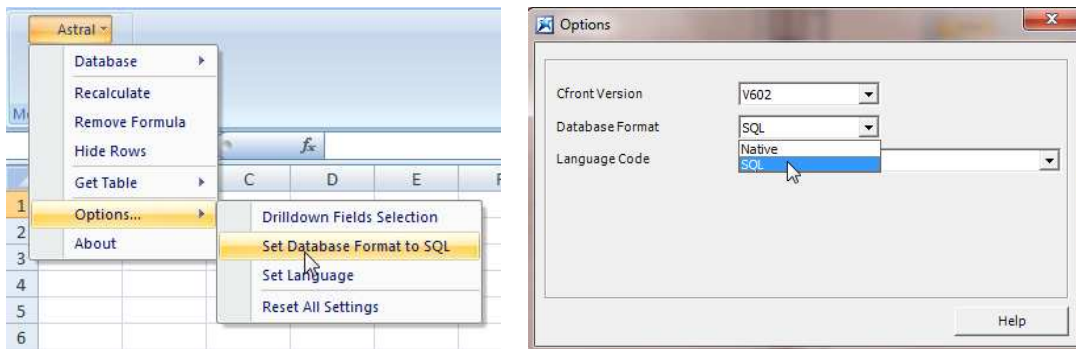 Astral
Database
Recalculate
Remove Formula
Hide Rows
Get Table
Options...
About
fx
C D E
1
2
3
4
5
6
Drilldown Fields Selection
Set Database Format to SQL
Set Language
Reset All Settings
Options
Cfront Version
V602
Database Format
SQL
Native
SQL
Language Code
Help